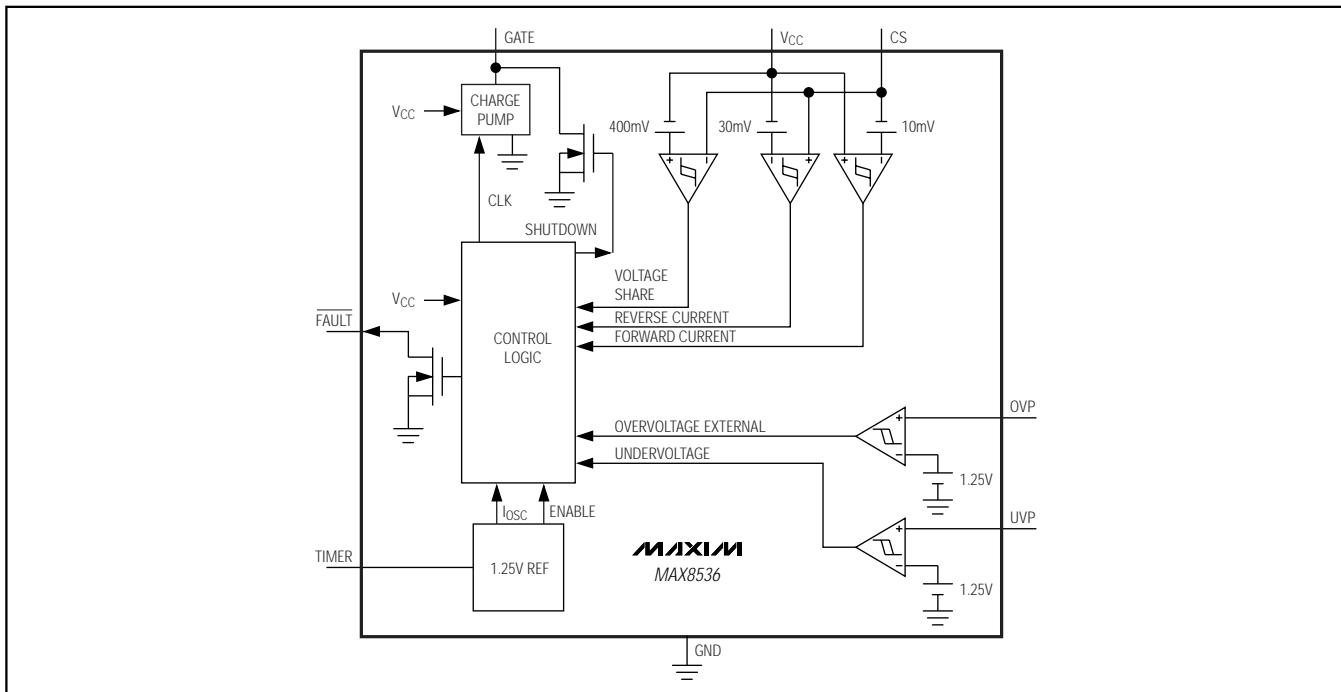 GATE
VCC
CS
CHARGE
PUMP
VCC
400mV
30mV
10mV
+
-
-
+
+
-
CLK
SHUTDOWN
VOLTAGE
SHARE
REVERSE CURRENT
FORWARD CURRENT
VCC
FAULT
CONTROL
LOGIC
OVP
+
OVERVOLTAGE EXTERNAL
-
UNDERVOLTAGE
1.25V
IOSC
ENABLE
UVP
+
TIMER
1.25V REF
MAXIM
MAX8536
-
1.25V
GND